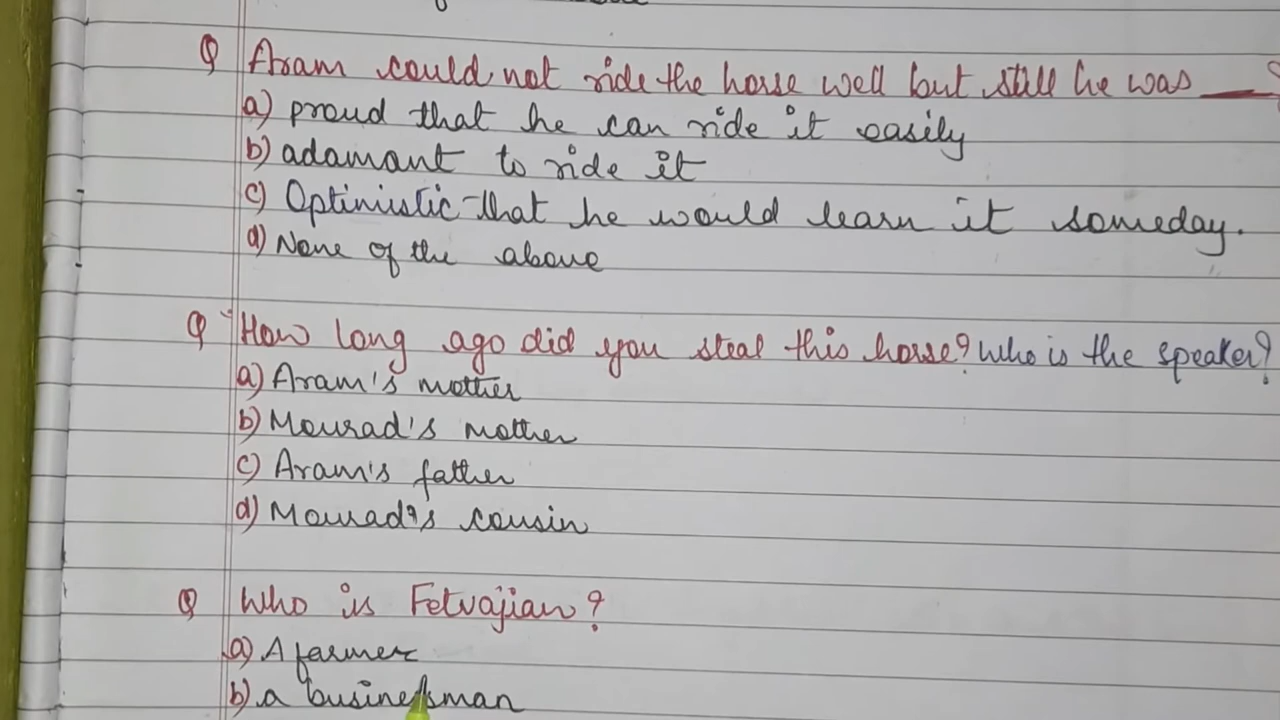 Q Aram could not ride the horse well but still he was ____?
a) proud that he can ride it easily
b) adamant to ride it
c) Optimistic that he would learn it someday.
d) None of the above
Q How long ago did you steal this horse? Who is the speaker?
a) Aram's mother
b) Mourad's mother
c) Aram's father
d) Mourad's cousin
Q Who is Fetvajian?
a) A farmer
b) a businessman